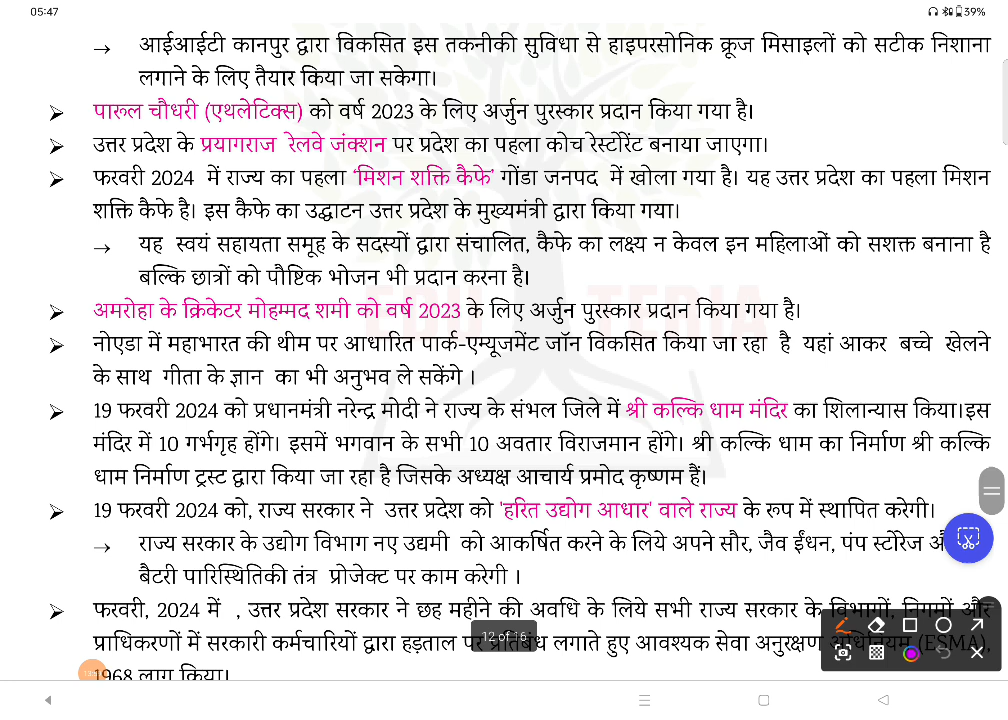 05:47
39%
→ आईआईटी कानपुर द्वारा विकसित इस तकनीकी सुविधा से हाइपरसोनिक क्रूज मिसाइलों को सटीक निशाना
लगाने के लिए तैयार किया जा सकेगा।
➢ पारूल चौधरी (एथलेटिक्स) को वर्ष 2023 के लिए अर्जुन पुरस्कार प्रदान किया गया है।
➢ उत्तर प्रदेश के प्रयागराज रेलवे जंक्शन पर प्रदेश का पहला कोच रेस्टोरेंट बनाया जाएगा।
➢ फरवरी 2024 में राज्य का पहला ‘मिशन शक्ति कैफे’ गोंडा जनपद में खोला गया है। यह उत्तर प्रदेश का पहला मिशन
शक्ति कैफे है। इस कैफे का उद्घाटन उत्तर प्रदेश के मुख्यमंत्री द्वारा किया गया।
→ यह स्वयं सहायता समूह के सदस्यों द्वारा संचालित, कैफे का लक्ष्य न केवल इन महिलाओं को सशक्त बनाना है
बल्कि छात्रों को पौष्टिक भोजन भी प्रदान करना है।
➢ अमरोहा के क्रिकेटर मोहम्मद शमी को वर्ष 2023 के लिए अर्जुन पुरस्कार प्रदान किया गया है।
➢ नोएडा में महाभारत की थीम पर आधारित पार्क-एम्यूजमेंट जॉन विकसित किया जा रहा है यहां आकर बच्चे खेलने
के साथ गीता के ज्ञान का भी अनुभव ले सकेंगे ।
➢ 19 फरवरी 2024 को प्रधानमंत्री नरेन्द्र मोदी ने राज्य के संभल जिले में श्री कल्कि धाम मंदिर का शिलान्यास किया।इस
मंदिर में 10 गर्भगृह होंगे। इसमें भगवान के सभी 10 अवतार विराजमान होंगे। श्री कल्कि धाम का निर्माण श्री कल्कि
धाम निर्माण ट्रस्ट द्वारा किया जा रहा है जिसके अध्यक्ष आचार्य प्रमोद कृष्णम हैं।
➢ 19 फरवरी 2024 को, राज्य सरकार ने उत्तर प्रदेश को 'हरित उद्योग आधार' वाले राज्य के रूप में स्थापित करेगी।
→ राज्य सरकार के उद्योग विभाग नए उद्यमी को आकर्षित करने के लिये अपने सौर, जैव ईंधन, पंप स्टोरेज
बैटरी पारिस्थितिकी तंत्र प्रोजेक्ट पर काम करेगी ।
➢ फरवरी, 2024 में , उत्तर प्रदेश सरकार ने छह महीने की अवधि के लिये सभी राज्य सरकार के विभागों, निगमों और
प्राधिकरणों में सरकारी कर्मचारियों द्वारा हड़ताल पर प्रतिबंध लगाते हुए आवश्यक सेवा अनुरक्षण अधिनियम (ESMA),
12 of 16
1968 लागू किया।